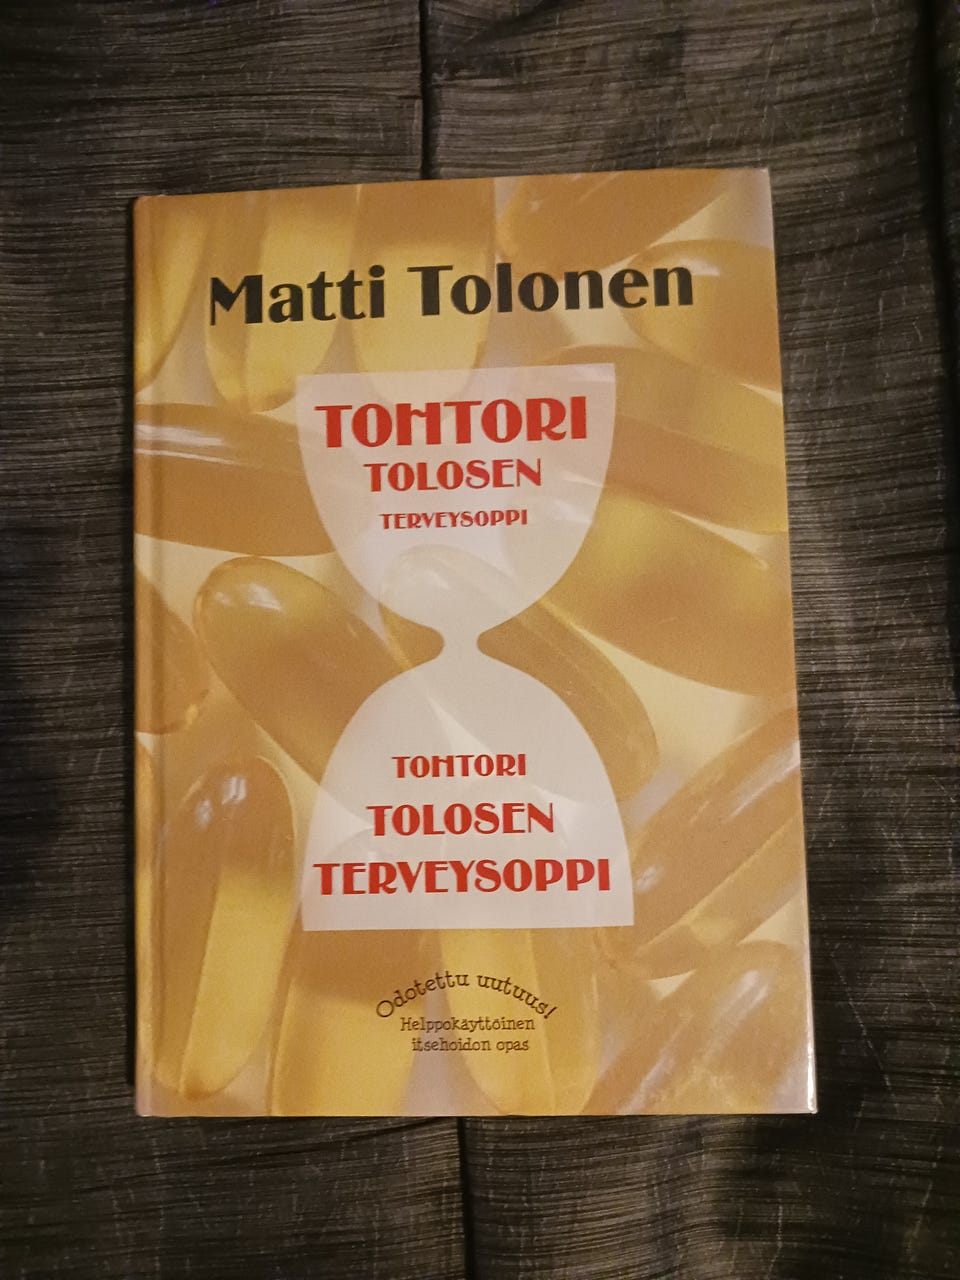 Matti Tolonen
TOHTORI
TOLOSEN
TERVEYSOPPI
TOHTORI
TOLOSEN
TERVEYSOPPI
Odotettu uutuus!
Helppokäyttöinen
itsehoidon opas